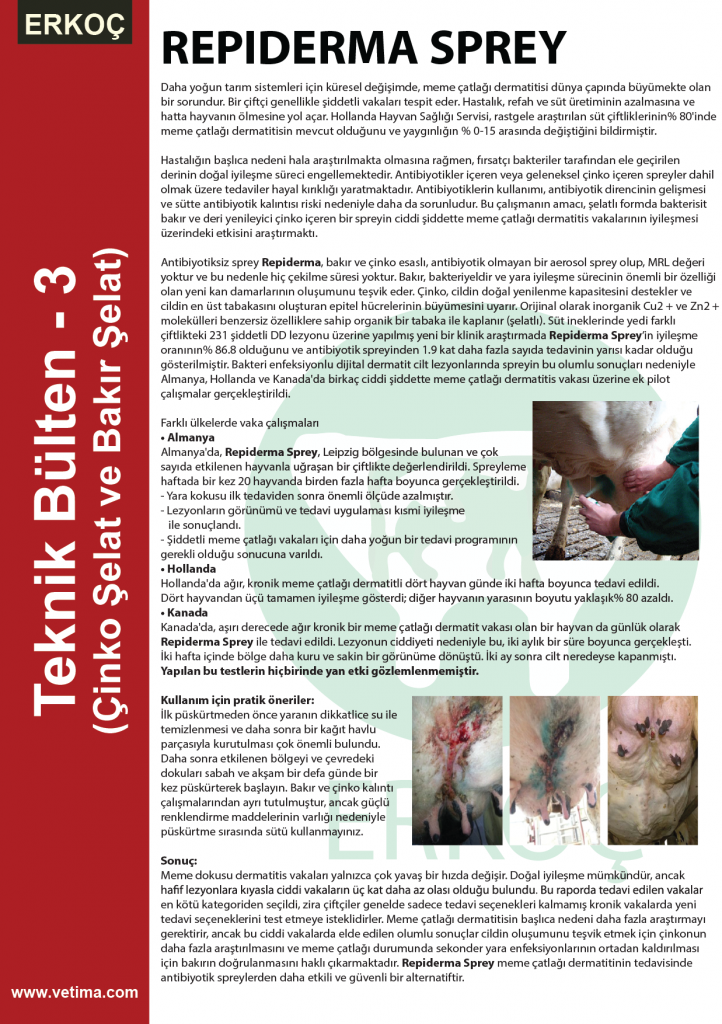 ERKOÇ
REPIDERMA SPREY
Daha yoğun tarım sistemleri için küresel değişimde, meme çatlağı dermatitisi dünya çapında büyümekte olan
bir sorundur. Bir çiftçi genellikle şiddetli vakaları tespit eder. Hastalık, refah ve süt üretiminin azalmasına ve
hatta hayvanın ölmesine yol açar. Hollanda Hayvan Sağlığı Servisi, rastgele araştırılan süt çiftliklerinin% 80'inde
meme çatlağı dermatitisin mevcut olduğunu ve yaygınlığın % 0-15 arasında değiştiğini bildirmiştir.
Hastalığın başlıca nedeni hala araştırılmakta olmasına rağmen, fırsatçı bakteriler tarafından ele geçirilen
derinin doğal iyileşme süreci engellemektedir. Antibiyotikler içeren veya geleneksel çinko içeren spreyler dahil
olmak üzere tedaviler hayal kırıklığı yaratmaktadır. Antibiyotiklerin kullanımı, antibiyotik direncinin gelişmesi
ve sütte antibiyotik kalıntısı riski nedeniyle daha da sorunludur. Bu çalışmanın amacı, şelatlı formda bakterisit
bakır ve deri yenileyici çinko içeren bir spreyin ciddi şiddette meme çatlağı dermatitis vakalarının iyileşmesi
üzerindeki etkisini araştırmaktı.
Antibiyotiksiz sprey Repiderma, bakır ve çinko esaslı, antibiyotik olmayan bir aerosol sprey olup, MRL değeri
yoktur ve bu nedenle hiç çekilme süresi yoktur. Bakır, bakteriyeldir ve yara iyileşme sürecinin önemli bir özelliği
olan yeni kan damarlarının oluşumunu teşvik eder. Çinko, cildin doğal yenilenme kapasitesini destekler ve
cildin en üst tabakasını oluşturan epitel hücrelerinin büyümesini uyarır. Orijinal olarak inorganik Cu2 + ve Zn2 +
molekülleri benzersiz özelliklere sahip organik bir tabaka ile kaplanır (şelatlı). Süt ineklerinde yedi farklı
çiftlikteki 231 şiddetli DD lezyonu üzerine yapılmış yeni bir klinik araştırmada Repiderma Sprey'in iyileşme
oranının% 86.8 olduğunu ve antibiyotik spreyinden 1.9 kat daha fazla sayıda tedavinin yarısı kadar olduğu
gösterilmiştir. Bakteri enfeksiyonlu dijital dermatit cilt lezyonlarında spreyin bu olumlu sonuçları nedeniyle
Almanya, Hollanda ve Kanada'da birkaç ciddi şiddette meme çatlağı dermatitis vakası üzerine ek pilot
çalışmalar gerçekleştirildi.
Farklı ülkelerde vaka çalışmaları
• Almanya
Almanya'da, Repiderma Sprey, Leipzig bölgesinde bulunan ve çok
sayıda etkilenen hayvanla uğraşan bir çiftlikte değerlendirildi. Spreyleme
haftada bir kez 20 hayvanda birden fazla hafta boyunca gerçekleştirildi.
- Yara kokusu ilk tedaviden sonra önemli ölçüde azalmıştır.
- Lezyonların görünümü ve tedavi uygulaması kısmi iyileşme
ile sonuçlandı.
- Şiddetli meme çatlağı vakaları için daha yoğun bir tedavi programının
gerekli olduğu sonucuna varıldı.
• Hollanda
Hollanda'da ağır, kronik meme çatlağı dermatitli dört hayvan günde iki hafta boyunca tedavi edildi.
Dört hayvandan üçü tamamen iyileşme gösterdi; diğer hayvanın yarasının boyutu yaklaşık% 80 azaldı.
• Kanada
Kanada'da, aşırı derecede ağır kronik bir meme çatlağı dermatit vakası olan bir hayvan da günlük olarak
Repiderma Sprey ile tedavi edildi. Lezyonun ciddiyeti nedeniyle bu, iki aylık bir süre boyunca gerçekleşti.
İki hafta içinde bölge daha kuru ve sakin bir görünüme dönüştü. İki ay sonra cilt neredeyse kapanmıştı.
Yapılan bu testlerin hiçbirinde yan etki gözlemlenmemiştir.
Kullanım için pratik öneriler:
İlk püskürtmeden önce yaranın dikkatlice su ile
temizlenmesi ve daha sonra bir kağıt havlu
parçasıyla kurutulması çok önemli bulundu.
Daha sonra etkilenen bölgeyi ve çevredeki
dokuları sabah ve akşam bir defa günde bir
kez püskürterek başlayın. Bakır ve çinko kalıntı
çalışmalarından ayrı tutulmuştur, ancak güçlü
renklendirme maddelerinin varlığı nedeniyle
püskürtme sırasında sütü kullanmayınız.
Sonuç:
Meme dokusu dermatitis vakaları yalnızca çok yavaş bir hızda değişir. Doğal iyileşme mümkündür, ancak
hafif lezyonlara kıyasla ciddi vakaların üç kat daha az olası olduğu bulundu. Bu raporda tedavi edilen vakalar
en kötü kategoriden seçildi, zira çiftçiler genelde sadece tedavi seçenekleri kalmamış kronik vakalarda yeni
tedavi seçeneklerini test etmeye isteklidirler. Meme çatlağı dermatitisin başlıca nedeni daha fazla araştırmayı
gerektirir, ancak bu ciddi vakalarda elde edilen olumlu sonuçlar cildin oluşumunu teşvik etmek için çinkonun
daha fazla araştırılmasını ve meme çatlağı durumunda sekonder yara enfeksiyonlarının ortadan kaldırılması
için bakırın doğrulanmasını haklı çıkarmaktadır. Repiderma Sprey meme çatlağı dermatitinin tedavisinde
antibiyotik spreylerden daha etkili ve güvenli bir alternatiftir.
Teknik Bülten - 3
(Çinko Şelat ve Bakır Şelat)
www.vetima.com
ERKOÇ